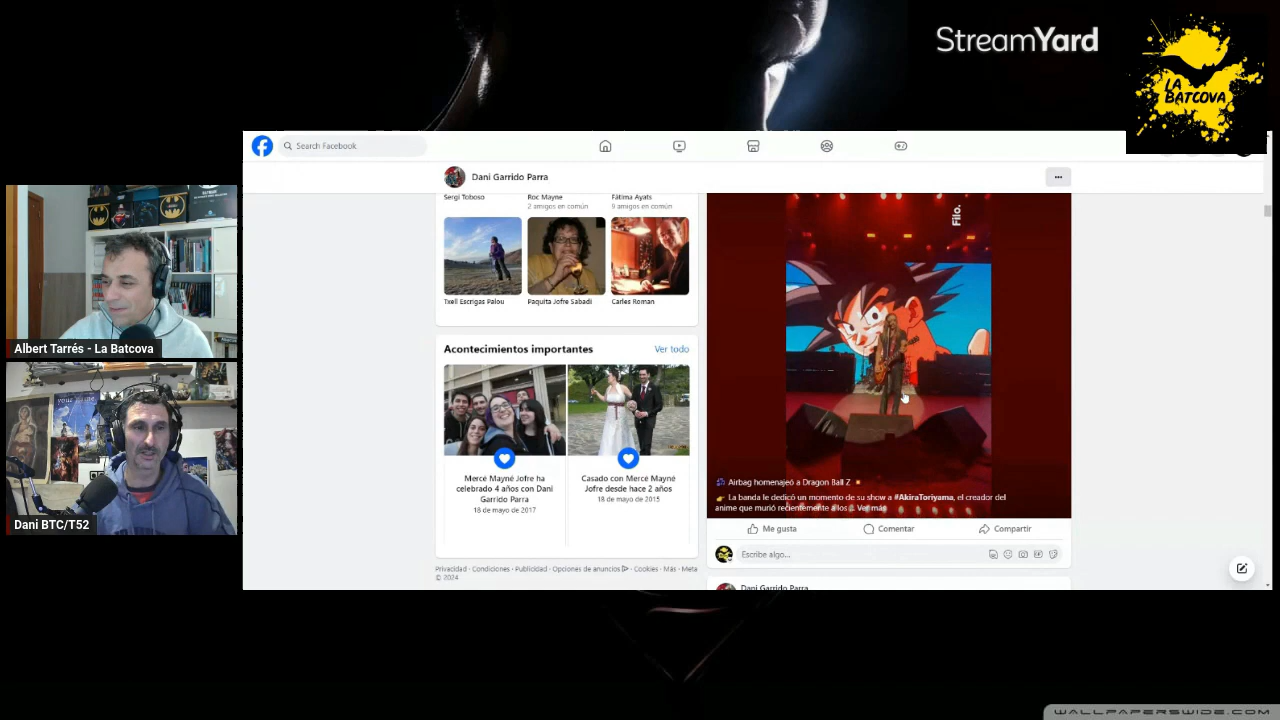 StreamYard
LA
BATCOVA
Search Facebook
Dani Garrido Parra
Sergi Toboso
Roc Mayne
2 amigos en común
Fátima Ayats
9 amigos en común
Txell Escrigas Palou
Paquita Jofre Sabadí
Carles Roman
Acontecimientos importantes
Ver todo
Mercé Mayné Jofre ha
celebrado 4 años con Dani
Garrido Parra
18 de mayo de 2017
Casado con Mercé Mayné
Jofre desde hace 2 años
18 de mayo de 2015
Privacidad · Condiciones · Publicidad · Opciones de anuncios · Cookies · Más · Meta
© 2024
Filo.
Airbag homenajeó a Dragon Ball Z
La banda le dedicó un momento de su show a #AkiraToriyama, el creador del
anime que murió recientemente a los... Ver más
Me gusta
Comentar
Compartir
Escribe algo...
GIF
Dani Garrido Parra
Albert Tarrés - La Batcova
Dani BTC/T52
WALLPAPERSWIDE.COM